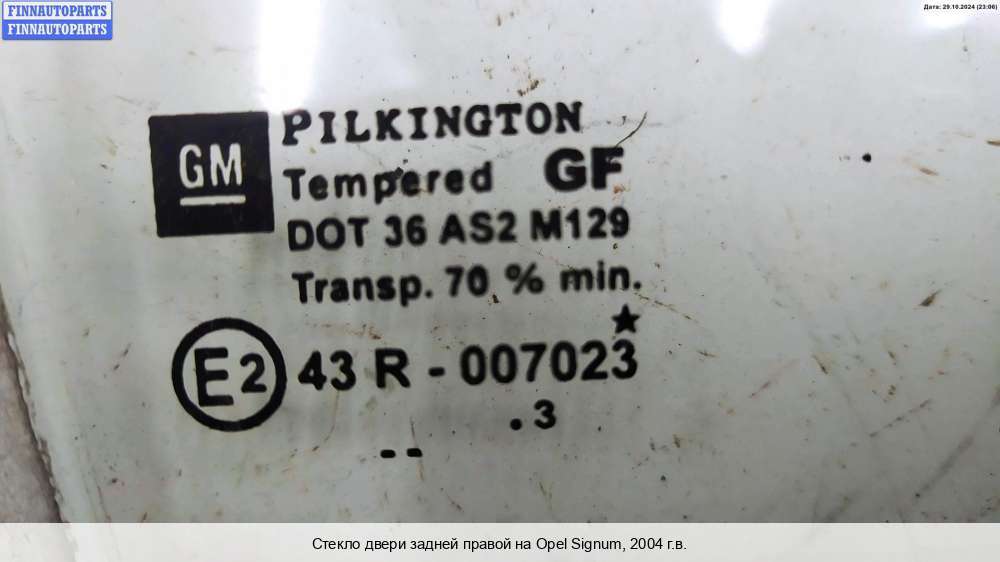 FINNAUTOPARTS
FINNAUTOPARTS
Дата: 29.10.2024 (23:06)
GM
PILKINGTON
Tempered GF
DOT 36 AS2 M129
Transp. 70 % min.
E2 43 R - 007023
. 3
--
Стекло двери задней правой на Opel Signum, 2004 г.в.